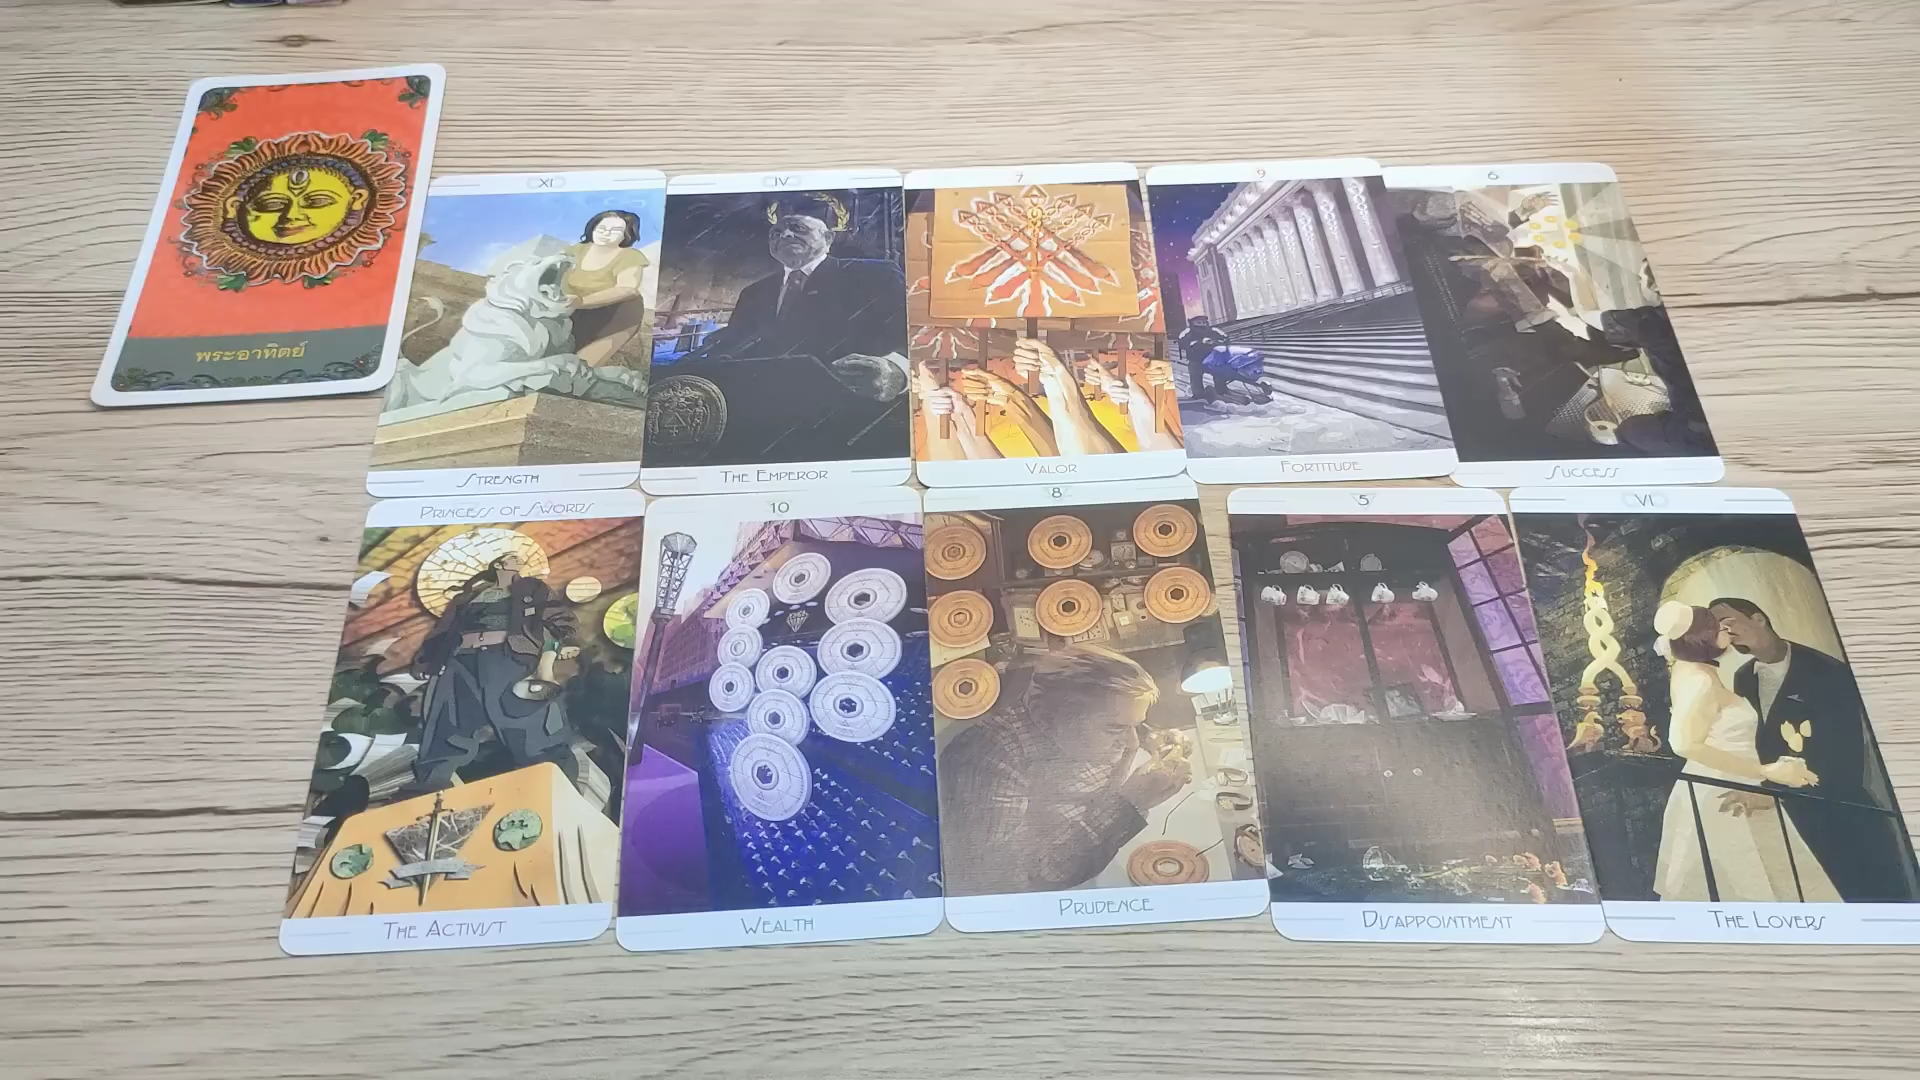 พระอาทิตย์
XI
STRENGTH
IV
THE EMPEROR
7
VALOR
9
FORTITUDE
6
SUCCESS
PRINCESS OF SWORDS
THE ACTIVIST
10
WEALTH
8
PRUDENCE
5
DISAPPOINTMENT
VI
THE LOVERS